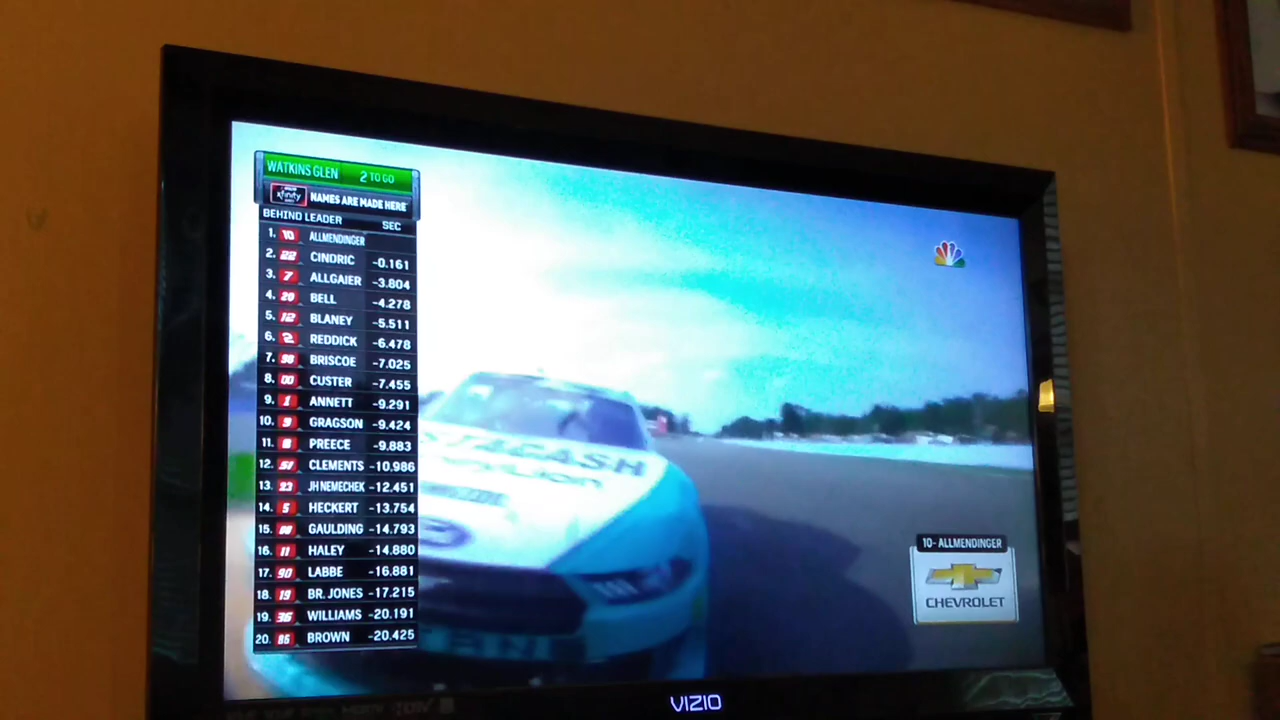 WATKINS GLEN 2 TO GO
xfinity NAMES ARE MADE HERE
BEHIND LEADER SEC
1. 10 ALLMENDINGER
2. 22 CINDRIC -0.161
3. 7 ALLGAIER -3.804
4. 20 BELL -4.278
5. 12 BLANEY -5.511
6. 2 REDDICK -6.478
7. 98 BRISCOE -7.025
8. 00 CUSTER -7.455
9. 1 ANNETT -9.291
10. 9 GRAGSON -9.424
11. 8 PREECE -9.883
12. 51 CLEMENTS -10.986
13. 23 JH NEMECHEK -12.451
14. 5 HECKERT -13.754
15. GAULDING -14.793
16. 11 HALEY -14.880
17. 90 LABBE -16.881
18. 19 BR. JONES -17.215
19. 36 WILLIAMS -20.191
20. 86 BROWN -20.425
10- ALLMENDINGER
CHEVROLET
VIZIO